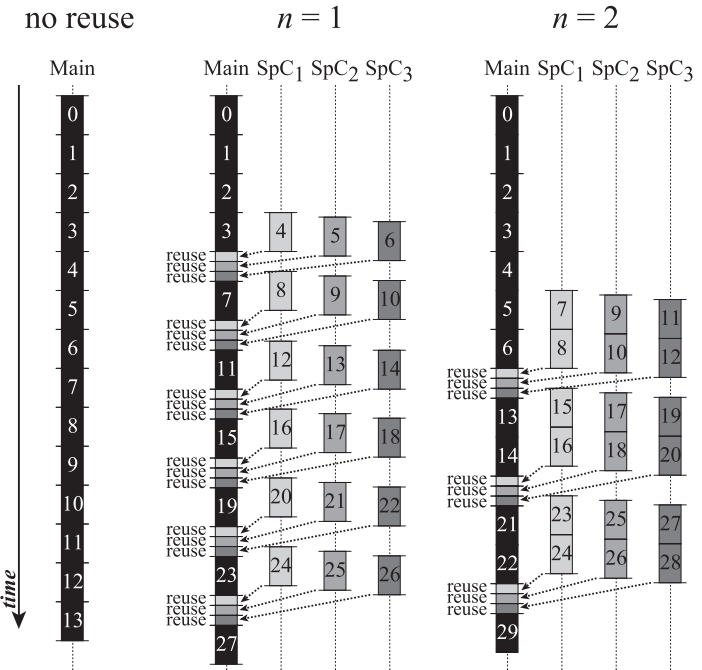 no reuse
n = 1
n = 2
Main
Main SpC1 SpC2 SpC3
Main SpC1 SpC2 SpC3
time
0
1
2
3
4
5
6
7
8
9
10
11
12
13
0
1
2
3 4 5 6
reuse
reuse
reuse
7 8 9 10
reuse
reuse
reuse
11 12 13 14
reuse
reuse
reuse
15 16 17 18
reuse
reuse
reuse
19 20 21 22
reuse
reuse
reuse
23 24 25 26
reuse
reuse
reuse
27
0
1
2
3
4
5 7 9 11
6 8 10 12
reuse
reuse
reuse
13 15 17 19
14 16 18 20
reuse
reuse
reuse
21 23 25 27
22 24 26 28
reuse
reuse
reuse
29